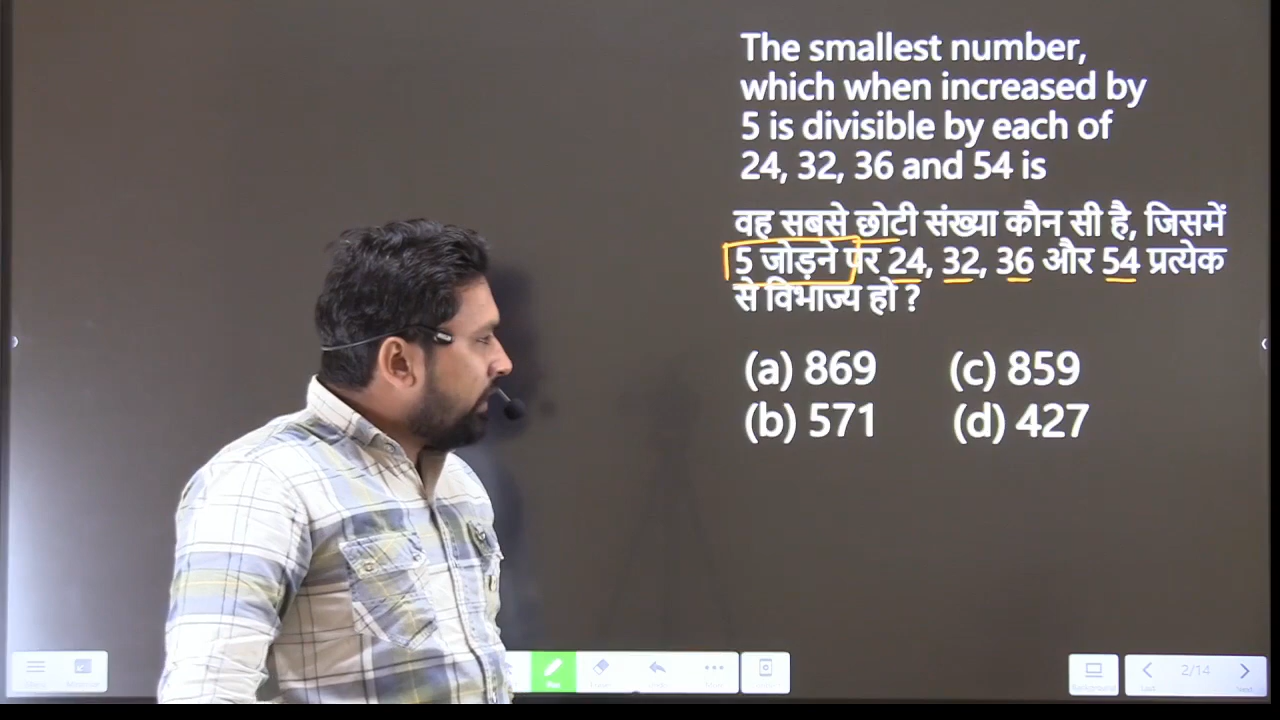 The smallest number,
which when increased by
5 is divisible by each of
24, 32, 36 and 54 is
वह सबसे छोटी संख्या कौन सी है, जिसमें
5 जोड़ने पर 24, 32, 36 और 54 प्रत्येक
से विभाज्य हो ?
(a) 869 (c) 859
(b) 571 (d) 427
2/14